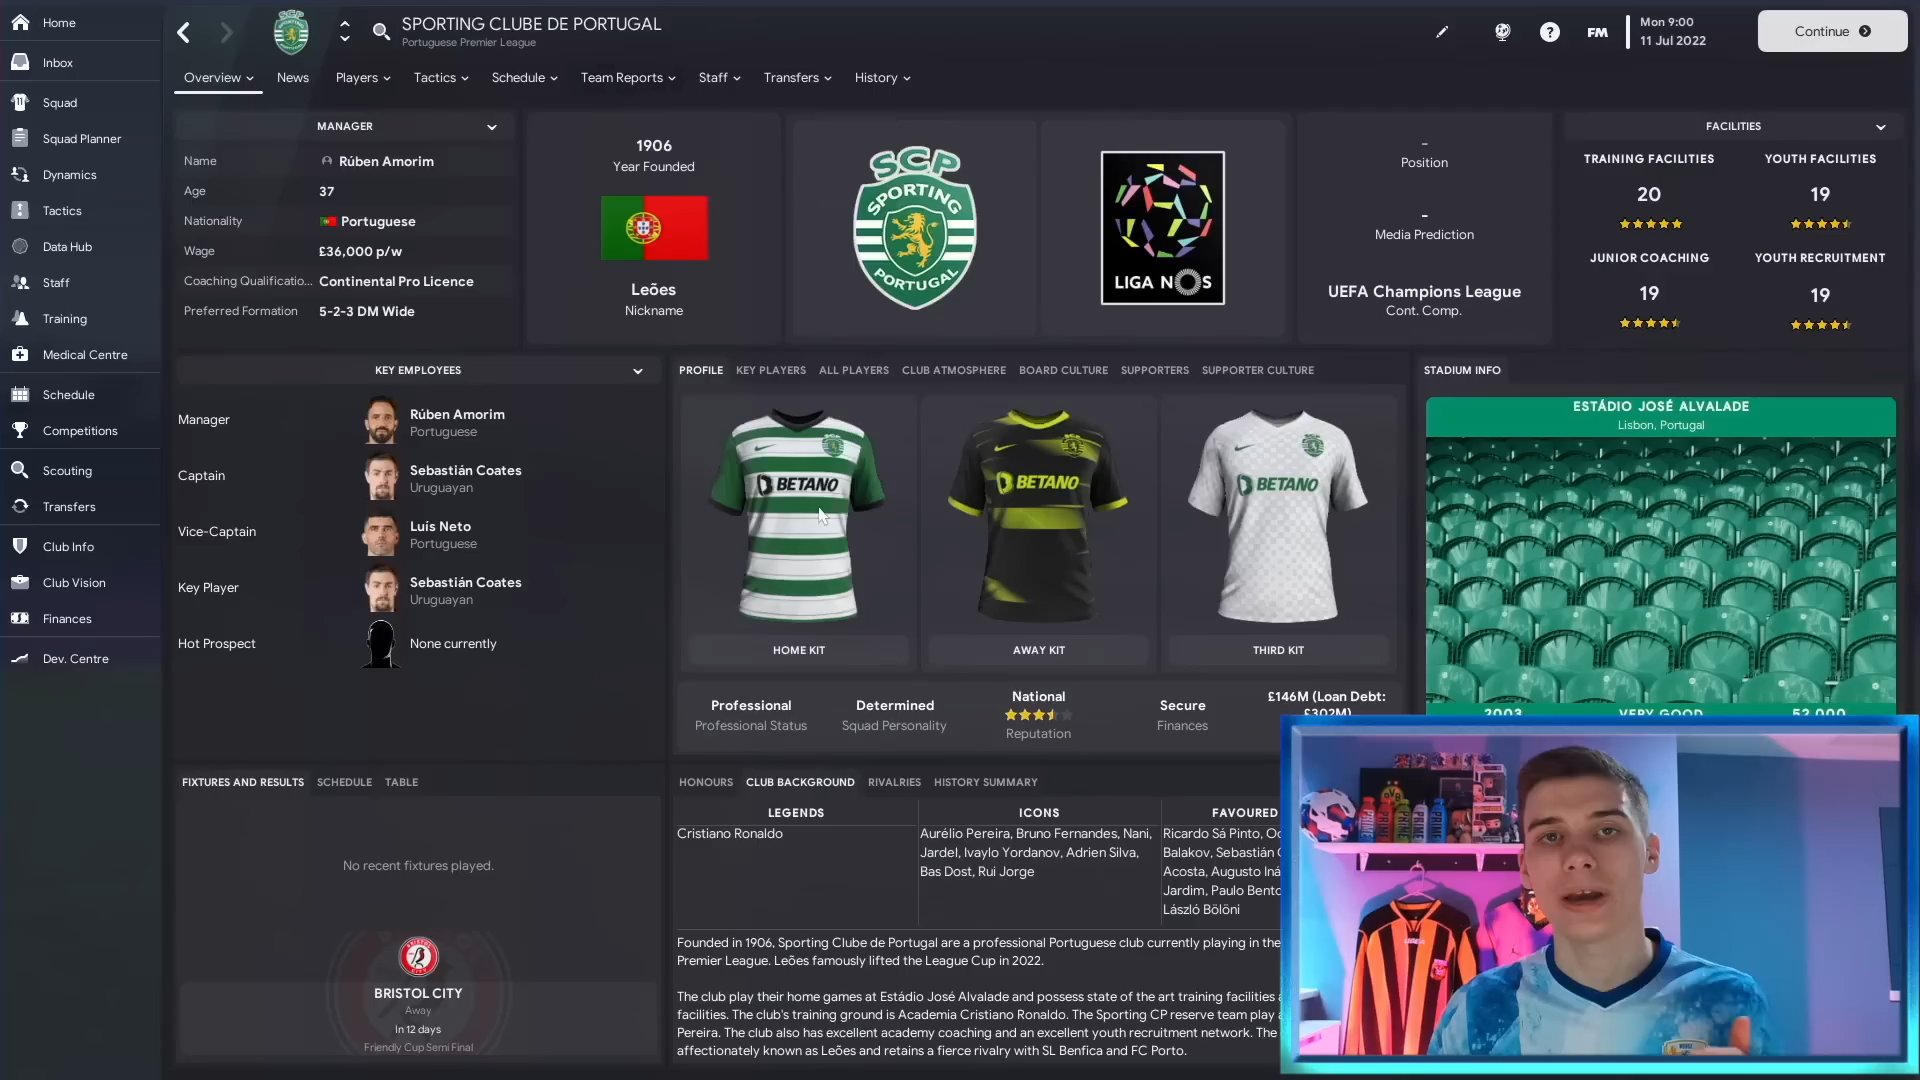 Home
Inbox
Squad
Squad Planner
Dynamics
Tactics
Data Hub
Staff
Training
Medical Centre
Schedule
Competitions
Scouting
Transfers
Club Info
Club Vision
Finances
Dev. Centre
SPORTING CLUBE DE PORTUGAL
Portuguese Premier League
FM
Mon 9:00
11 Jul 2022
Continue
Overview
News
Players
Tactics
Schedule
Team Reports
Staff
Transfers
History
MANAGER
Name Rúben Amorim
Age 37
Nationality Portuguese
Wage £36,000 p/w
Coaching Qualificatio... Continental Pro Licence
Preferred Formation 5-2-3 DM Wide
1906
Year Founded
Leões
Nickname
SCP
SPORTING
PORTUGAL
LIGA NOS
-
Position
-
Media Prediction
UEFA Champions League
Cont. Comp.
FACILITIES
TRAINING FACILITIES
20
YOUTH FACILITIES
19
JUNIOR COACHING
19
YOUTH RECRUITMENT
19
KEY EMPLOYEES
Manager
Rúben Amorim
Portuguese
Captain
Sebastián Coates
Uruguayan
Vice-Captain
Luís Neto
Portuguese
Key Player
Sebastián Coates
Uruguayan
Hot Prospect
None currently
PROFILE
KEY PLAYERS
ALL PLAYERS
CLUB ATMOSPHERE
BOARD CULTURE
SUPPORTERS
SUPPORTER CULTURE
BETANO
BETANO
BETANO
HOME KIT
AWAY KIT
THIRD KIT
Professional
Professional Status
Determined
Squad Personality
National
Reputation
Secure
Finances
£146M (Loan Debt:
£302M)
STADIUM INFO
ESTÁDIO JOSÉ ALVALADE
Lisbon, Portugal
2003
VERY GOOD
52,000
FIXTURES AND RESULTS
SCHEDULE
TABLE
No recent fixtures played.
BRISTOL CITY
Away
In 12 days
Friendly Cup Semi Final
HONOURS
CLUB BACKGROUND
RIVALRIES
HISTORY SUMMARY
LEGENDS
Cristiano Ronaldo
ICONS
Aurélio Pereira, Bruno Fernandes, Nani,
Jardel, Ivaylo Yordanov, Adrien Silva,
Bas Dost, Rui Jorge
FAVOURED
Ricardo Sá Pinto,
Balakov, Sebastián
Acosta, Augusto
Jardim, Paulo Bento
László Bölöni
Founded in 1906, Sporting Clube de Portugal are a professional Portuguese club currently playing in the
Premier League. Leões famously lifted the League Cup in 2022.
The club play their home games at Estádio José Alvalade and possess state of the art training facilities
facilities. The club's training ground is Academia Cristiano Ronaldo. The Sporting CP reserve team play
Pereira. The club also has excellent academy coaching and an excellent youth recruitment network. The
affectionately known as Leões and retains a fierce rivalry with SL Benfica and FC Porto.
PRIME
PRIME